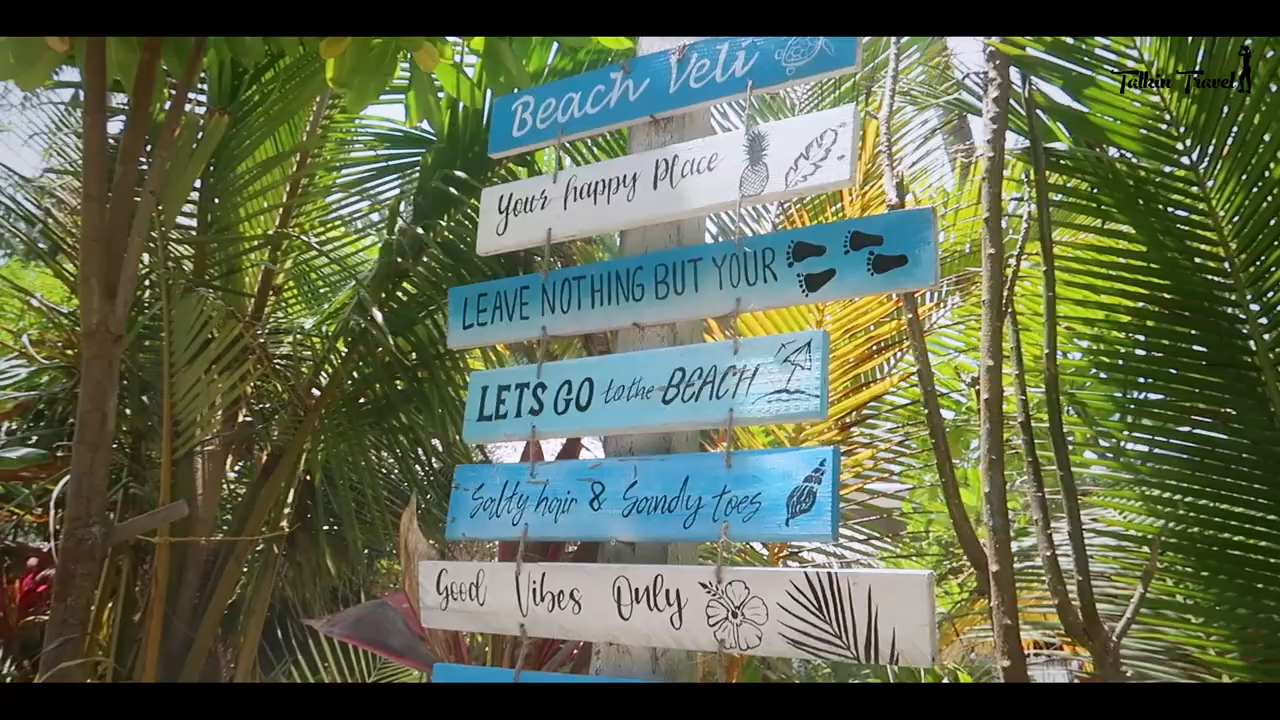 Beach Veli
Talkin Travel
Your happy Place
LEAVE NOTHING BUT YOUR
LETS GO to the BEACH
Salty hair & Sandy toes
Good Vibes Only